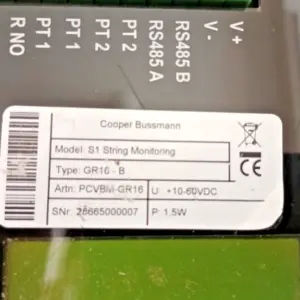 V+
V-
RS485 B
RS485 A
PT 2
PT 2
PT 1
PT 1
R NO
Cooper Bussmann
Model: S1 String Monitoring
Type: GR16 - B
Artn: PCVBM-GR16
U: +10-60VDC
SNr. 28665000007
P: 1,5W
CE